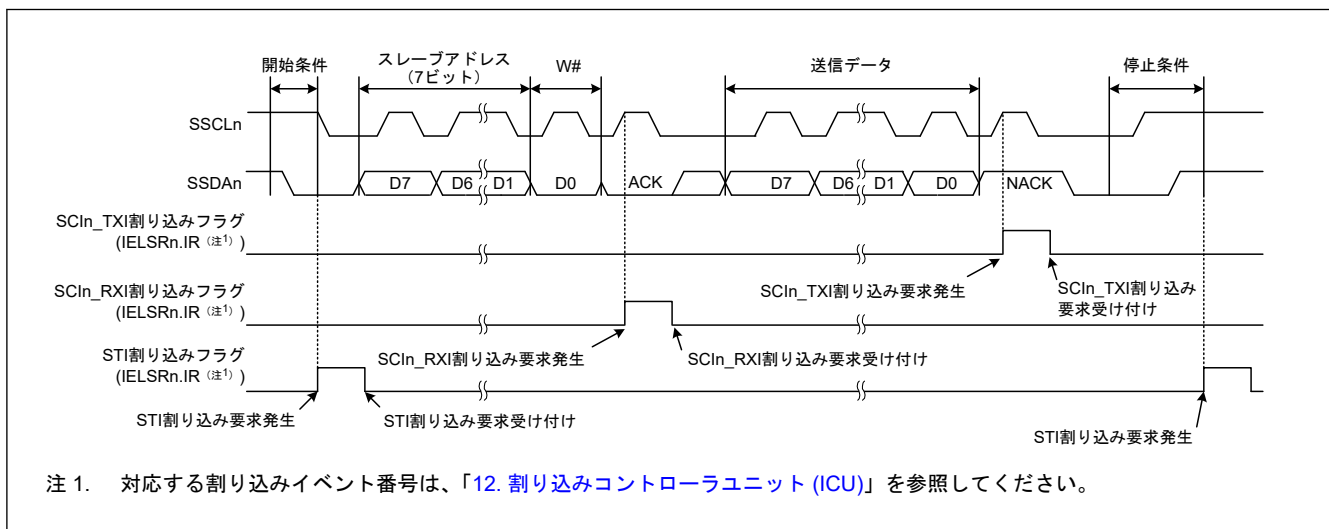 開始条件
スレーブアドレス
(7ビット)
W#
送信データ
停止条件
SSCLn
SSDAn
D7
D6
D1
D0
ACK
D7
D6
D1
D0
NACK
SCIn_TXI割り込みフラグ
(IELSRn.IR (注1) )
SCIn_TXI割り込み要求発生
SCIn_TXI割り込み
要求受け付け
SCIn_RXI割り込みフラグ
(IELSRn.IR (注1) )
SCIn_RXI割り込み要求発生
SCIn_RXI割り込み要求受け付け
STI割り込みフラグ
(IELSRn.IR (注1) )
STI割り込み要求発生
STI割り込み要求受け付け
STI割り込み要求発生
注 1. 対応する割り込みイベント番号は、「12. 割り込みコントローラユニット (ICU)」を参照してください。